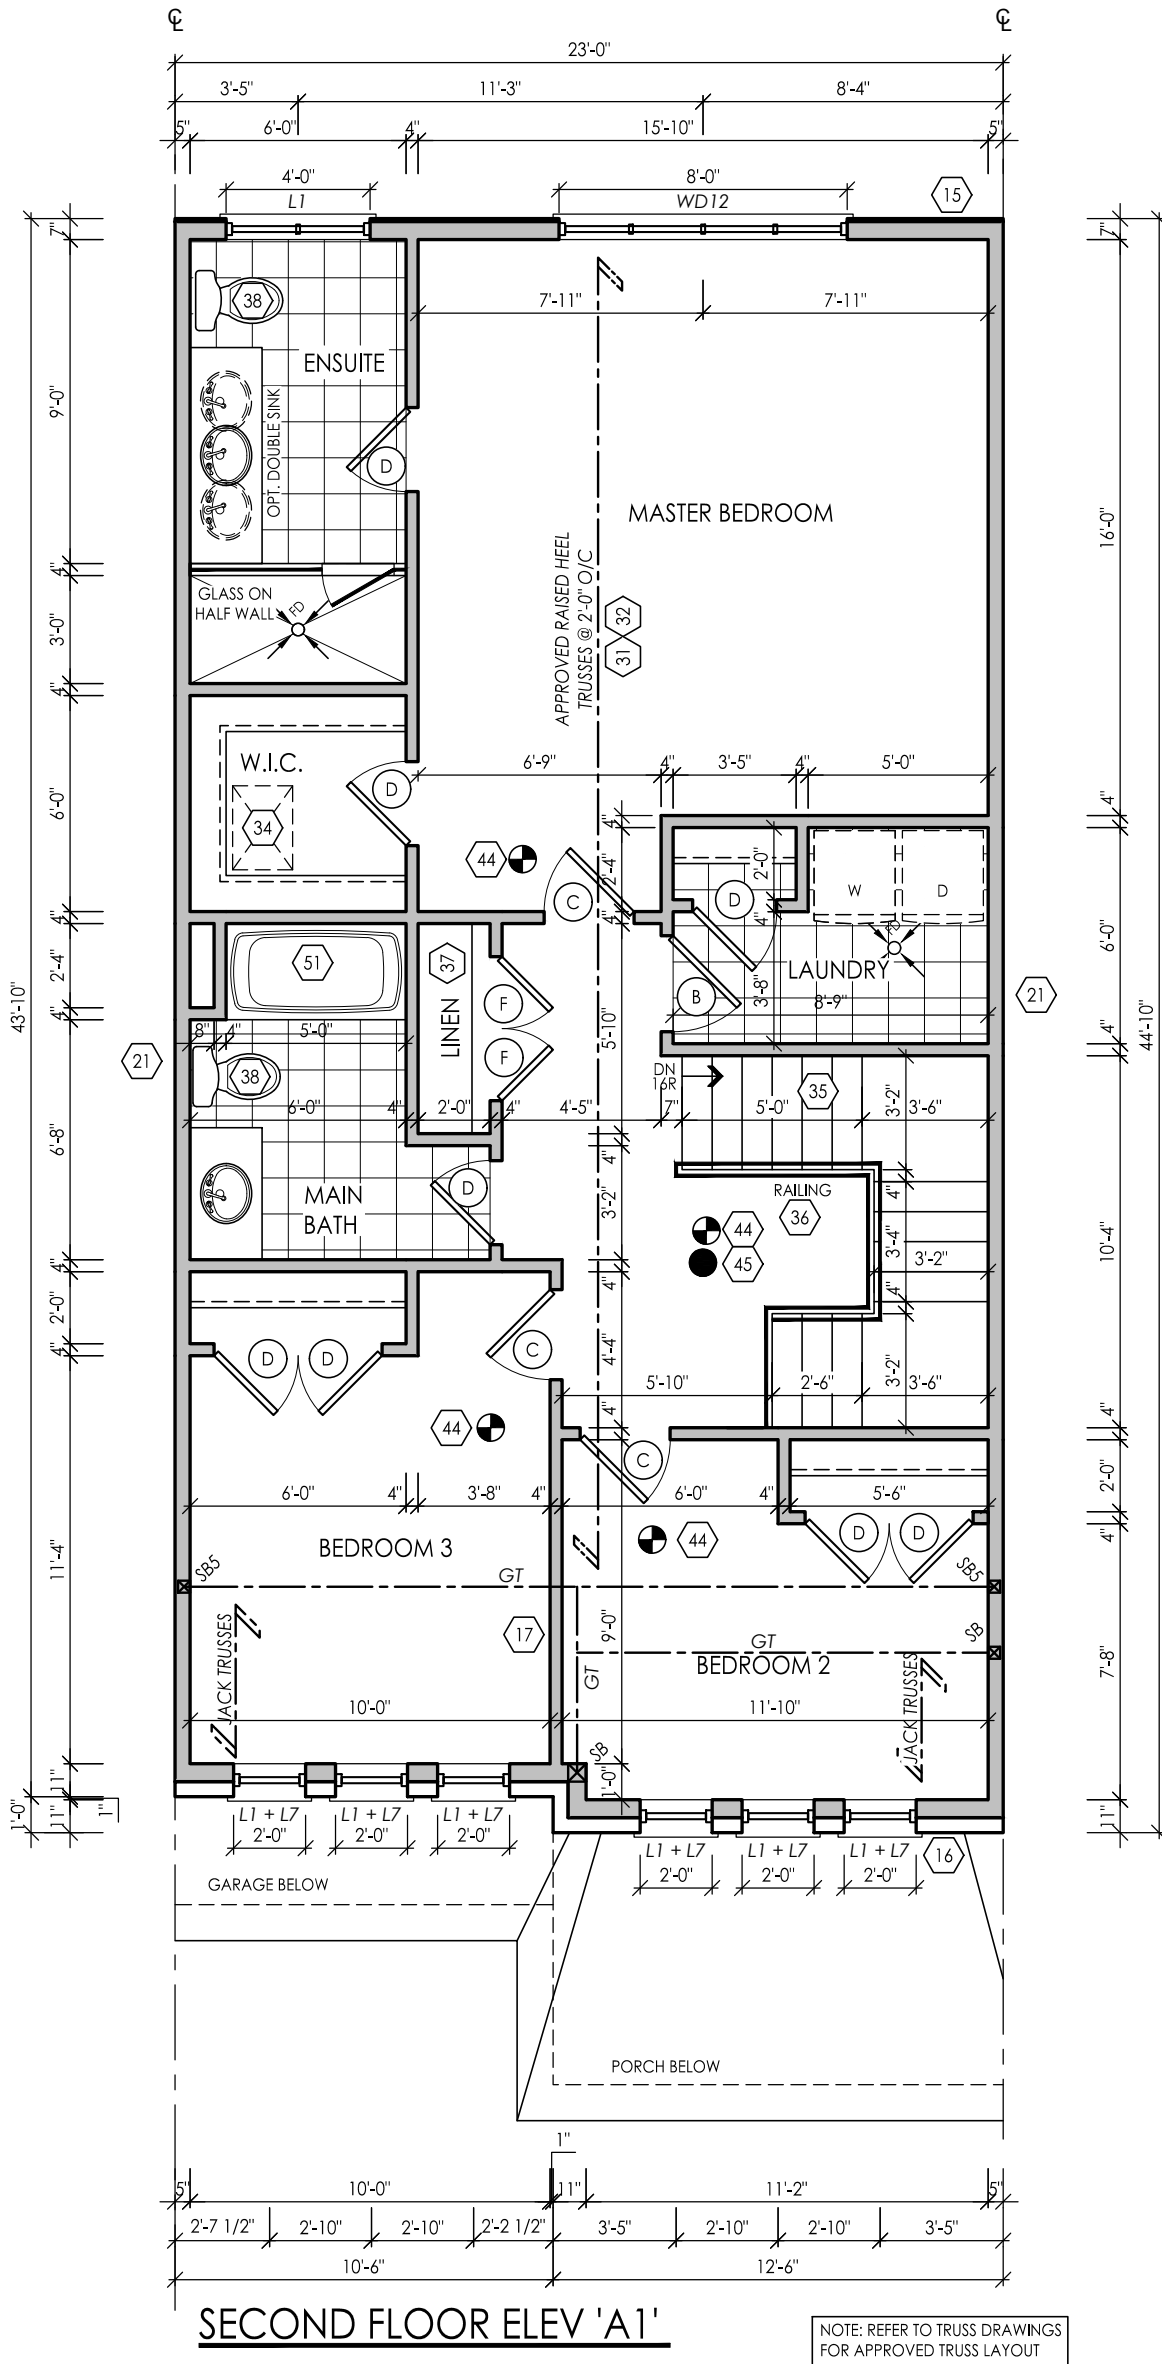 ℄ ℄
23'-0"
3'-5" 11'-3" 8'-4"
5" 6'-0" 4" 15'-10" 5"
4'-0" 8'-0"
L1 WD12 15
7" 7"
38
7'-11" 7'-11"
ENSUITE
9'-0"
OPT. DOUBLE SINK
D
MASTER BEDROOM
16'-0"
APPROVED RAISED HEEL
TRUSSES @ 2'-0" O/C
31 32
4"
GLASS ON
HALF WALL
FD
3'-0"
4"
W.I.C.
D
34
6'-0"
6'-9" 4" 3'-5" 4" 5'-0"
4" 4"
44
2'-4"
C
2'-0"
D
W D
4" 4" 4"
51
37
LINEN
F
F
2'-4"
4"
B
3'-8"
LAUNDRY
FD
8'-9"
6'-0"
21 21
43'-10" 44'-10"
5'-10"
8" 4" 5'-0"
4"
38
DN
16R
35
3'-2"
6'-0" 4" 2'-0" 4" 4'-5" 7" 5'-0" 3'-6"
6'-8"
4"
MAIN
BATH
D
3'-2"
RAILING
36
4"
44
45
3'-4"
3'-2"
10'-4"
4" 4" 4"
2'-0"
4"
D D
C
4'-4"
5'-10" 2'-6" 3'-2" 3'-6"
44
4" 4"
C
2'-0"
6'-0" 4" 3'-8" 4" 6'-0" 4" 5'-6"
44
D D
4"
BEDROOM 3
11'-4"
SB5 GT SB5
17
9'-0"
GT SB
BEDROOM 2
GT
7'-8"
JACK TRUSSES JACK TRUSSES
10'-0" 11'-10"
SB
11" 1'-0"
1'-0" 11" 1" 11"
L1 + L7 L1 + L7 L1 + L7
2'-0" 2'-0" 2'-0"
L1 + L7 L1 + L7 L1 + L7 16
2'-0" 2'-0" 2'-0"
GARAGE BELOW
PORCH BELOW
1"
5" 10'-0" 11" 11'-2" 5"
2'-7 1/2" 2'-10" 2'-10" 2'-2 1/2" 3'-5" 2'-10" 2'-10" 3'-5"
10'-6" 12'-6"
SECOND FLOOR ELEV 'A1'
NOTE: REFER TO TRUSS DRAWINGS
FOR APPROVED TRUSS LAYOUT